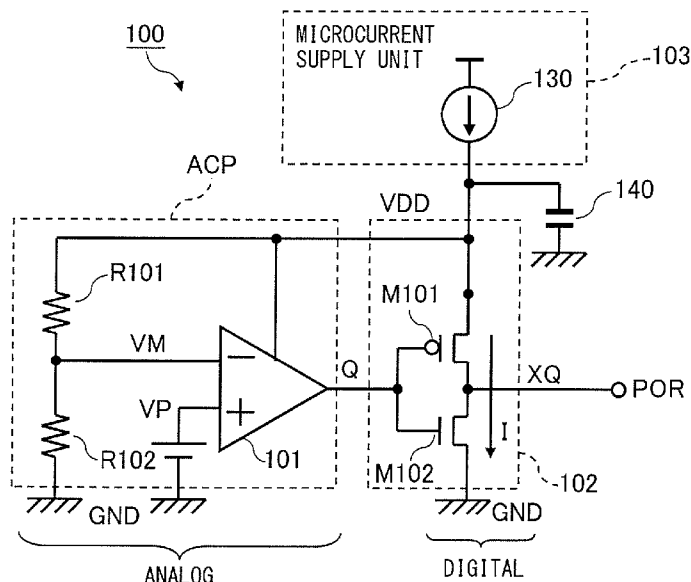 100
MICROCURRENT
SUPPLY UNIT
130
103
ACP
VDD
140
R101
M101
VM
Q
XQ
POR
VP
R102
101
M102
I
102
GND
GND
ANALOG
DIGITAL